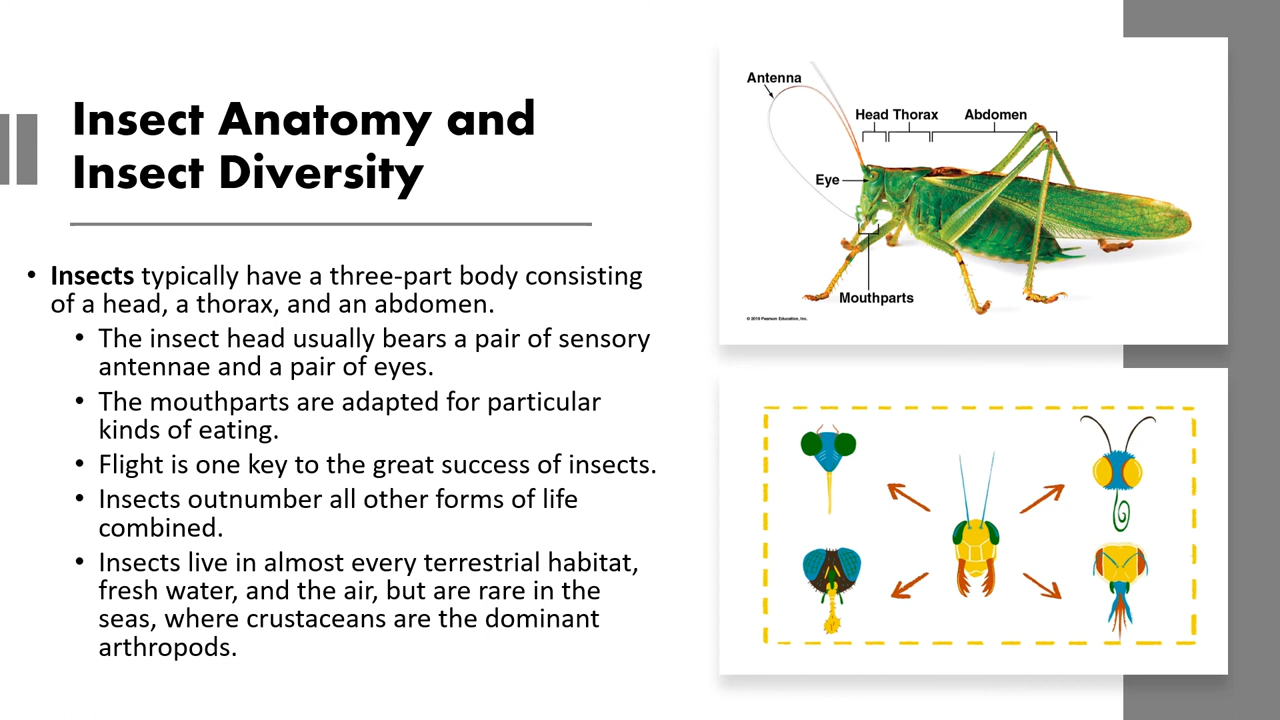 Insect Anatomy and
Insect Diversity
• Insects typically have a three-part body consisting
of a head, a thorax, and an abdomen.
• The insect head usually bears a pair of sensory
antennae and a pair of eyes.
• The mouthparts are adapted for particular
kinds of eating.
• Flight is one key to the great success of insects.
• Insects outnumber all other forms of life
combined.
• Insects live in almost every terrestrial habitat,
fresh water, and the air, but are rare in the
seas, where crustaceans are the dominant
arthropods.
Antenna
Head Thorax Abdomen
Eye
Mouthparts
© 2019 Pearson Education, Inc.